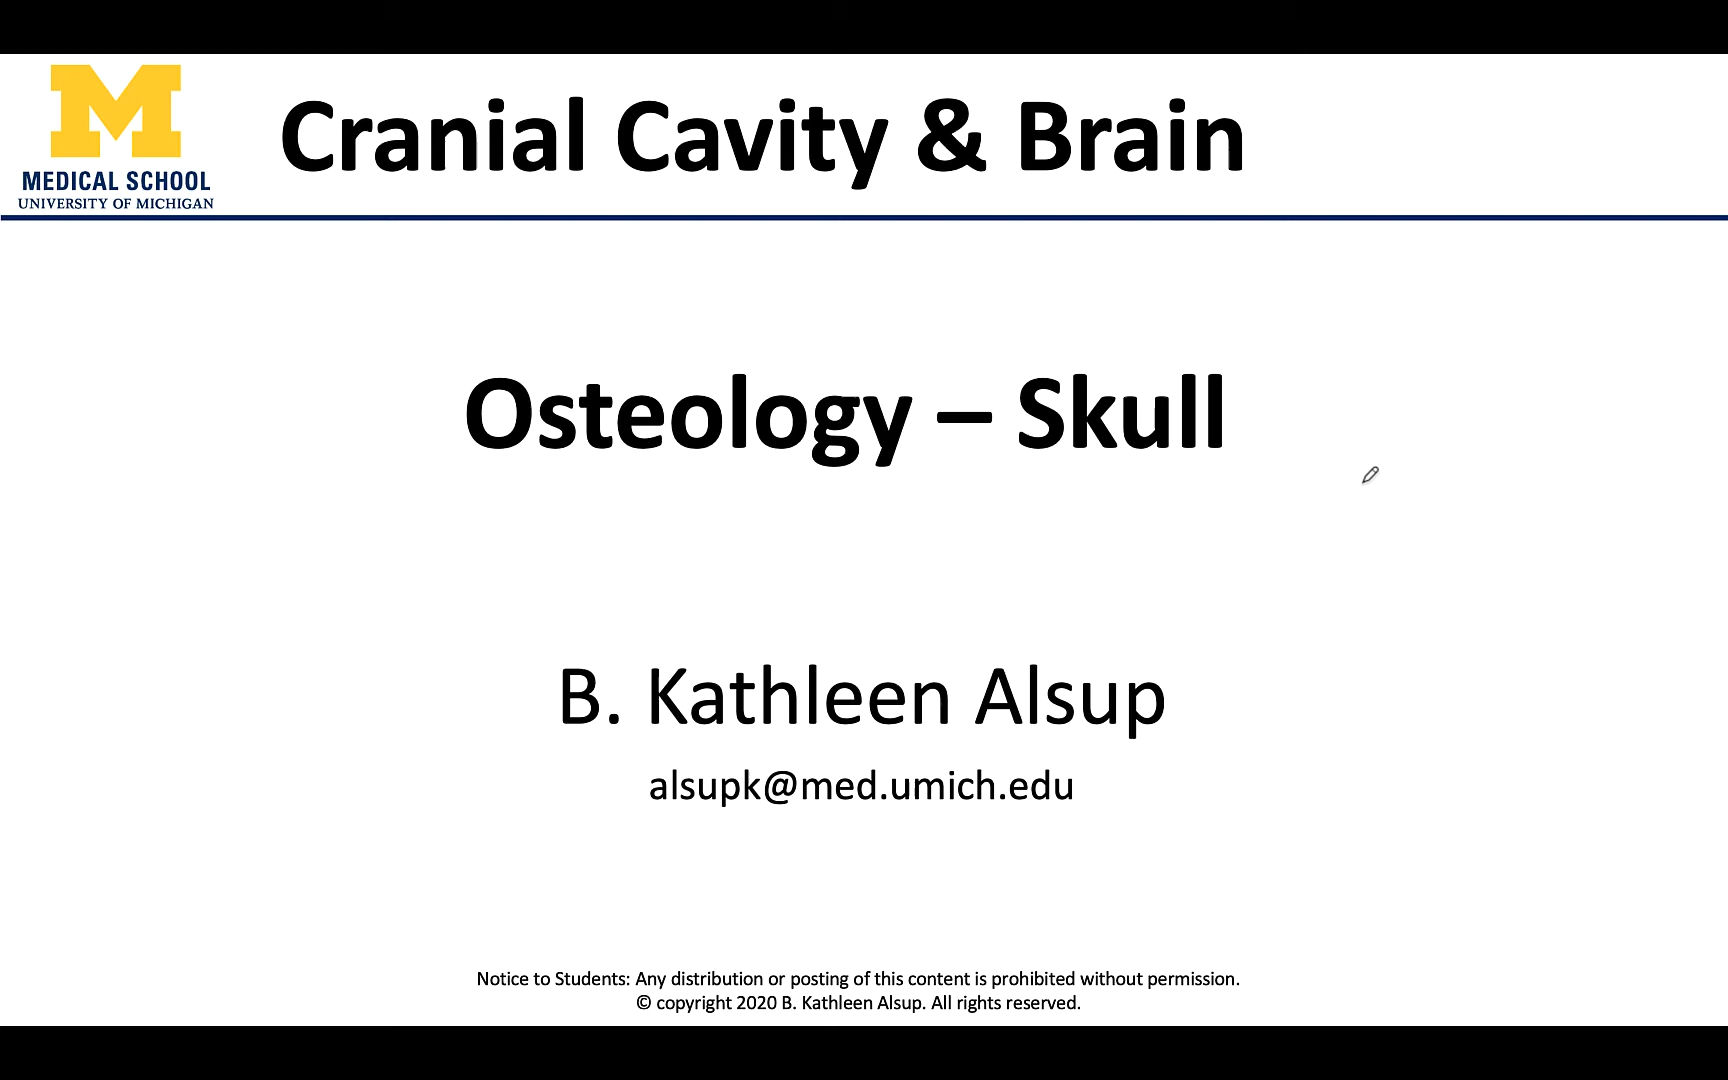 M
MEDICAL SCHOOL
UNIVERSITY OF MICHIGAN
Cranial Cavity & Brain
Osteology – Skull
B. Kathleen Alsup
alsupk@med.umich.edu
Notice to Students: Any distribution or posting of this content is prohibited without permission.
© copyright 2020 B. Kathleen Alsup. All rights reserved.